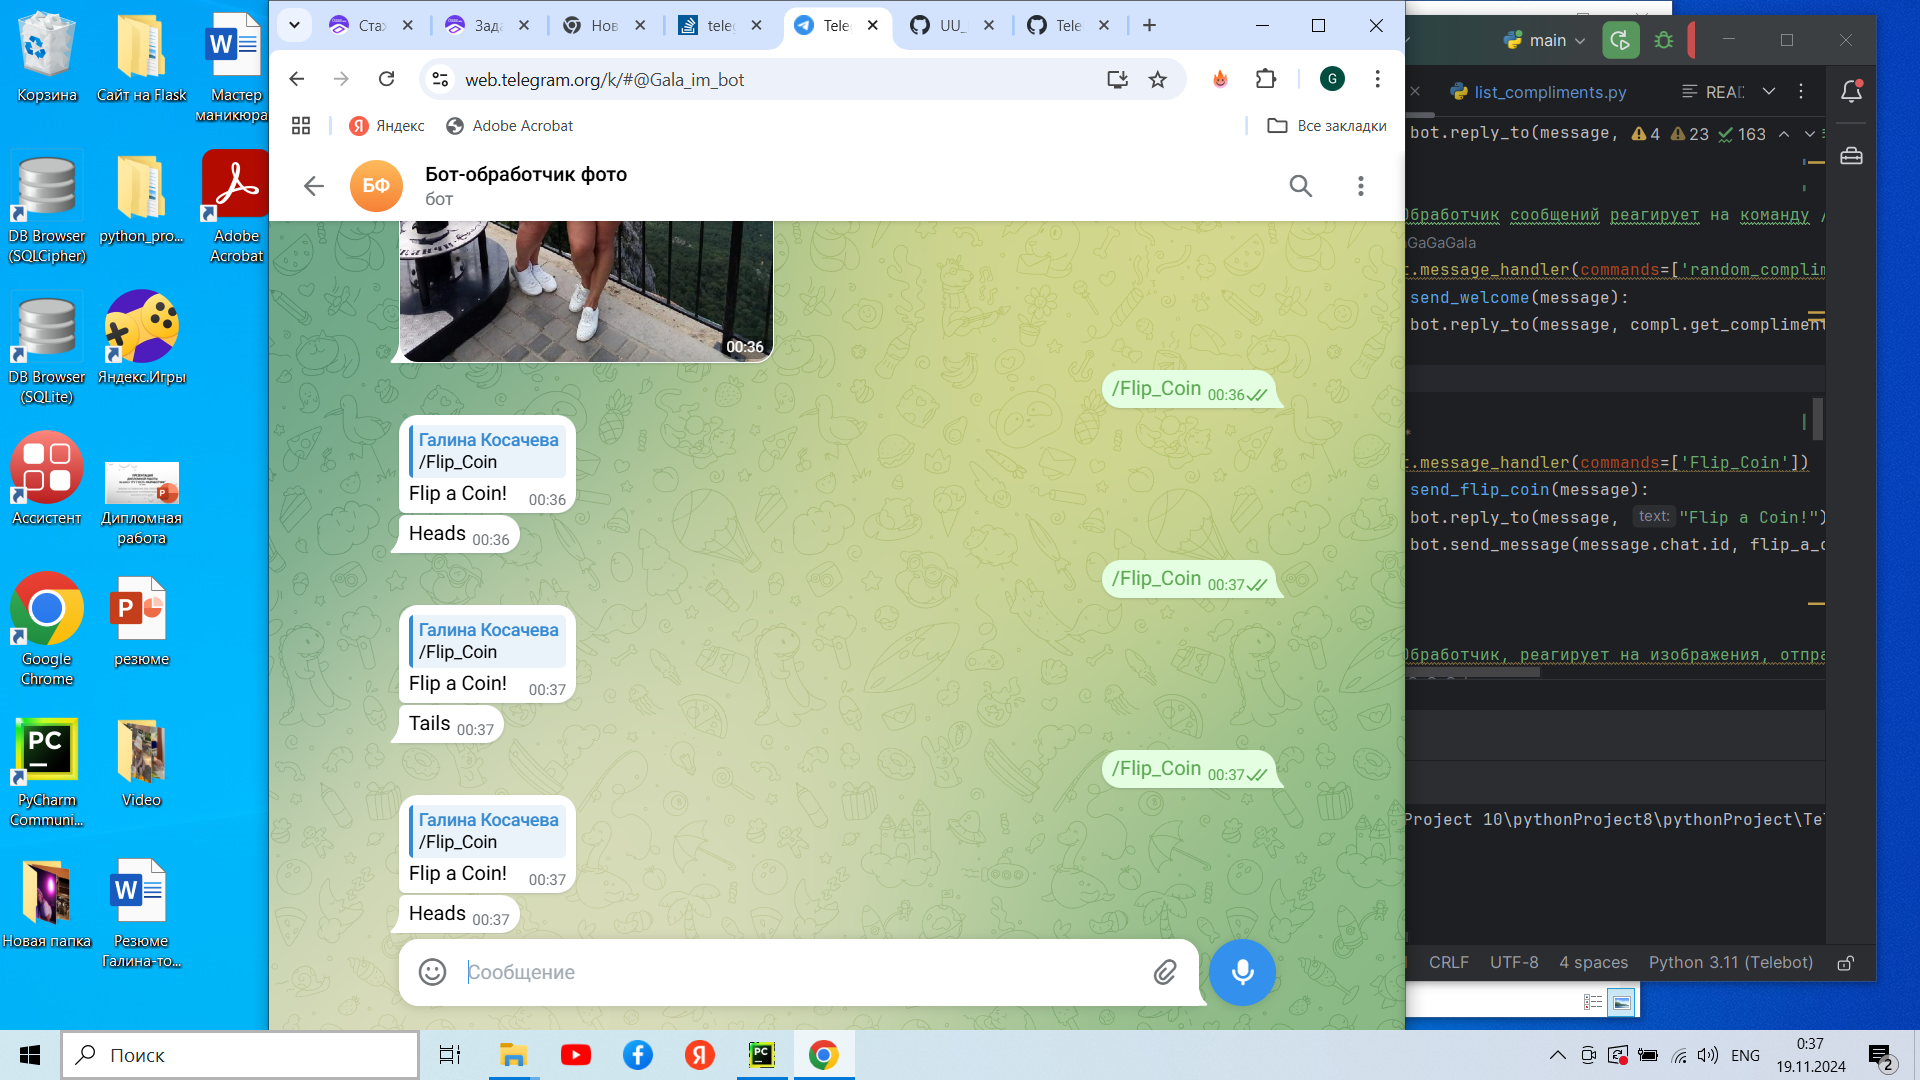 Корзина
Сайт на Flask
Мастер
маникюра
DB Browser
(SQLCipher)
python_pro...
Adobe
Acrobat
DB Browser
(SQLite)
Яндекс.Игры
Ассистент
Дипломная
работа
Google
Chrome
резюме
PyCharm
Communi...
Video
Новая папка
Резюме
Галина-то...
Ста
Зада
Нов
teleg
Teleg
UU_
Tele
web.telegram.org/k/#@Gala_im_bot
G
Яндекс
Adobe Acrobat
Все закладки
БФ
Бот-обработчик фото
бот
00:36
/Flip_Coin 00:36
Галина Косачева
/Flip_Coin
Flip a Coin! 00:36
Heads 00:36
/Flip_Coin 00:37
Галина Косачева
/Flip_Coin
Flip a Coin! 00:37
Tails 00:37
/Flip_Coin 00:37
Галина Косачева
/Flip_Coin
Flip a Coin! 00:37
Heads 00:37
Сообщение
main
list_compliments.py
READ
bot.reply_to(message, 4 23 163
Обработчик сообщений реагирует на команду /
GaGaGala
t.message_handler(commands=['random_complim
send_welcome(message):
bot.reply_to(message, compl.get_compliment
t.message_handler(commands=['Flip_Coin'])
send_flip_coin(message):
bot.reply_to(message, text: "Flip a Coin!")
bot.send_message(message.chat.id, flip_a_c
Обработчик, реагирует на изображения, отпра
Project 10\pythonProject8\pythonProject\Te
CRLF UTF-8 4 spaces Python 3.11 (Telebot)
Поиск
ENG
0:37
19.11.2024
2